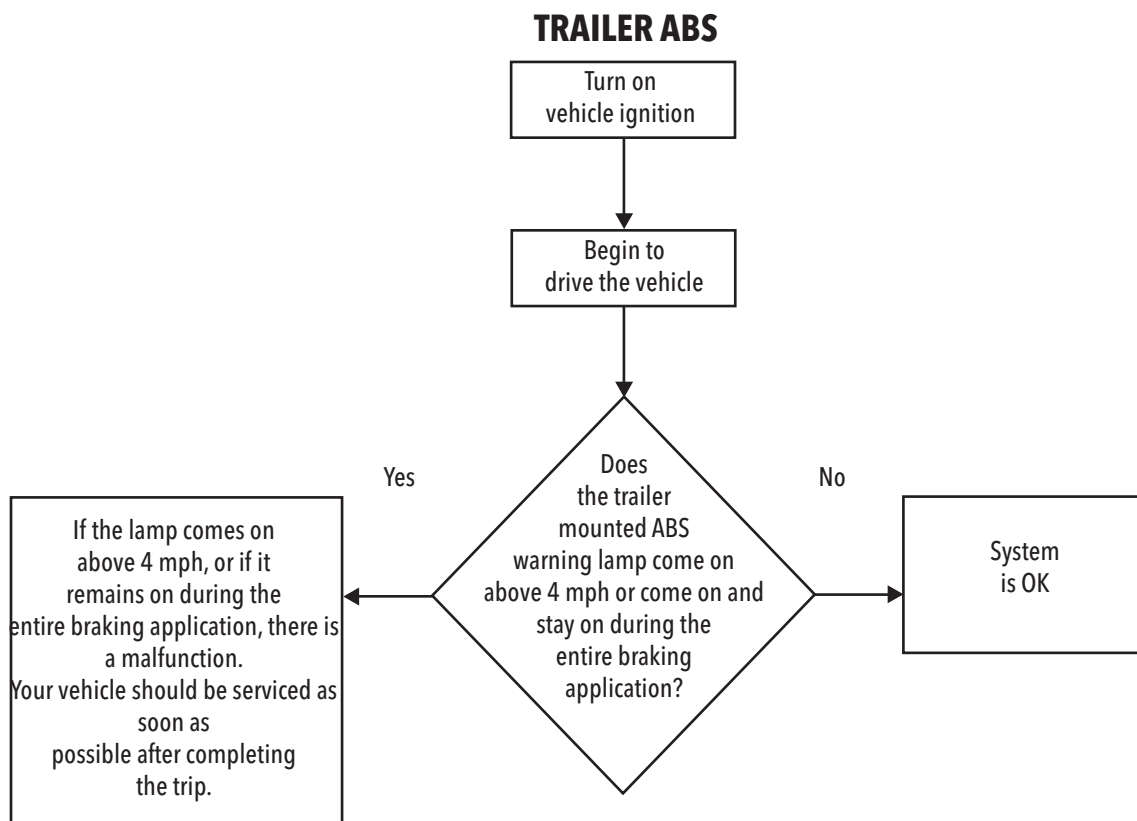 TRAILER ABS
Turn on
vehicle ignition
Begin to
drive the vehicle
Does
the trailer
mounted ABS
warning lamp come on
above 4 mph or come on and
stay on during the
entire braking
application?
Yes
If the lamp comes on
above 4 mph, or if it
remains on during the
entire braking application, there is
a malfunction.
Your vehicle should be serviced as
soon as
possible after completing
the trip.
No
System
is OK